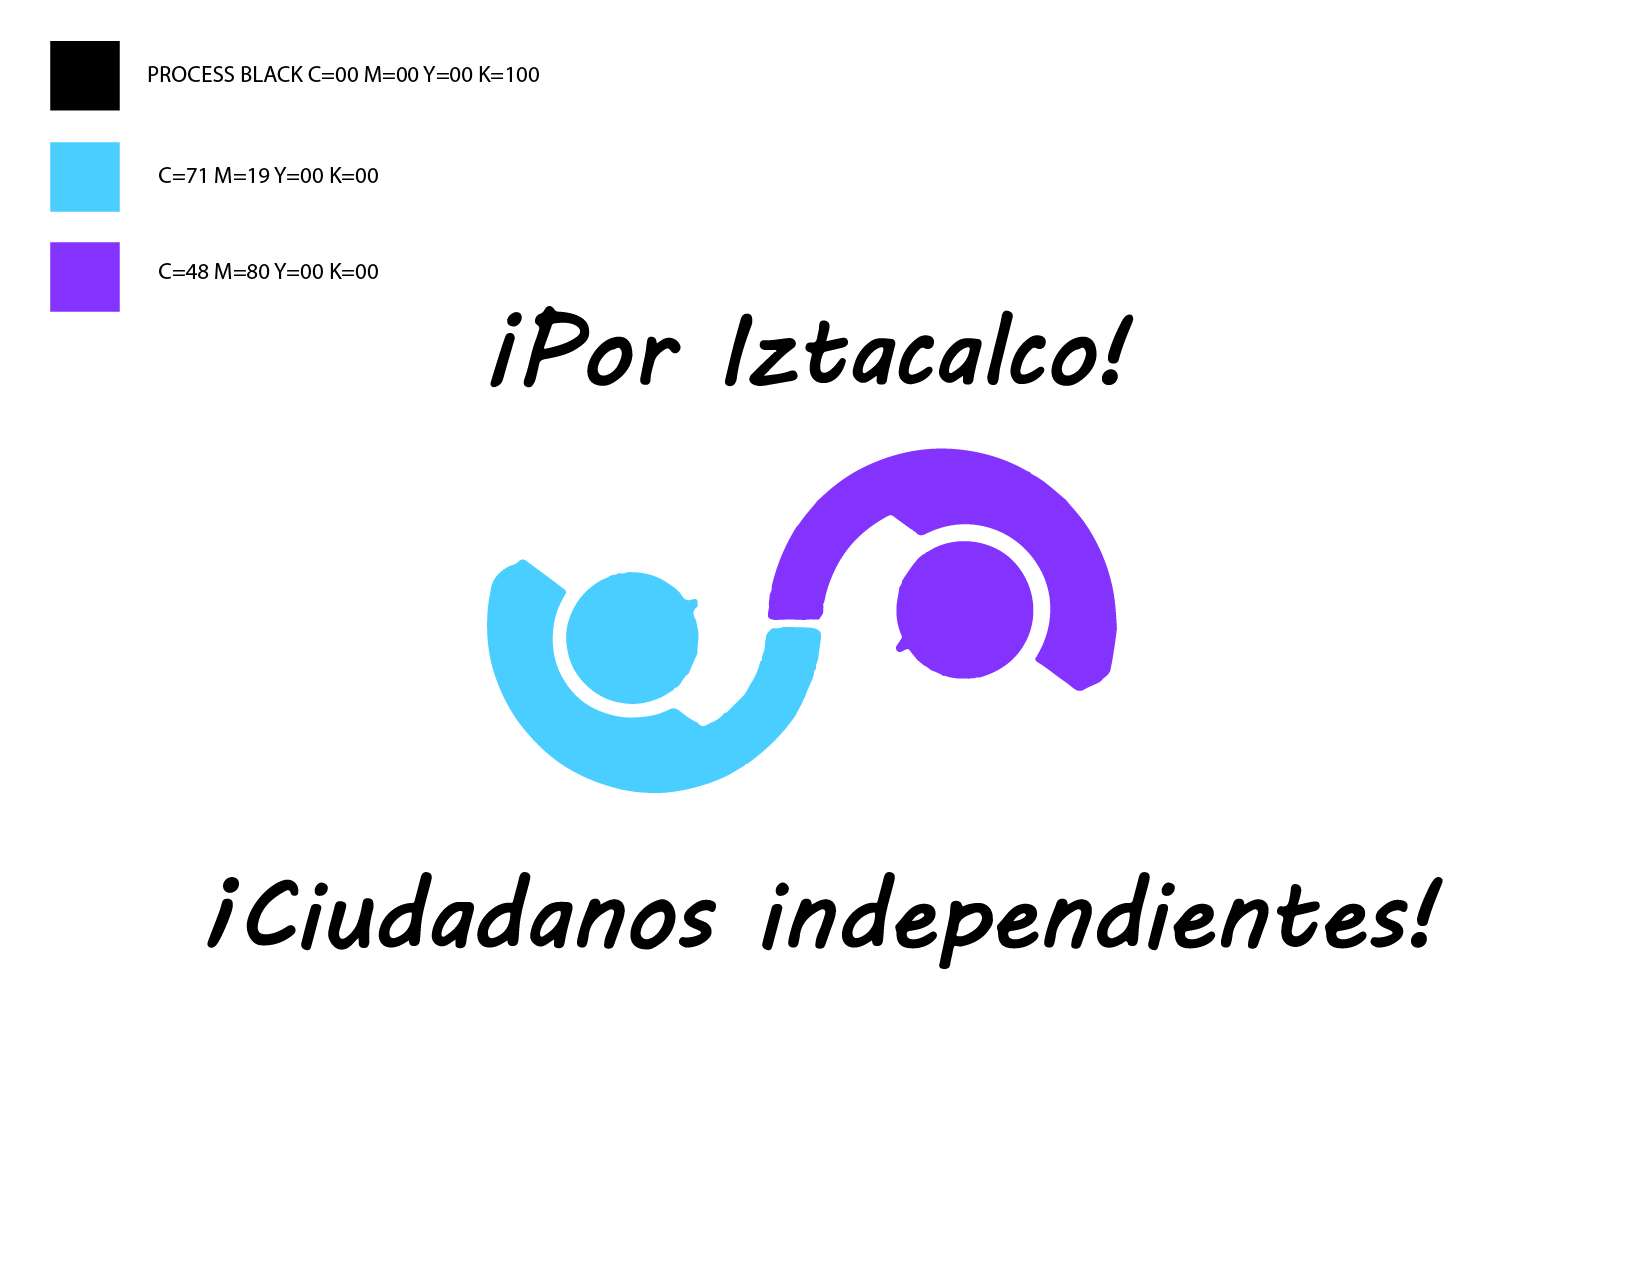 PROCESS BLACK C=00 M=00 Y=00 K=100
C=71 M=19 Y=00 K=00
C=48 M=80 Y=00 K=00
¡Por Iztacalco!
¡Ciudadanos independientes!